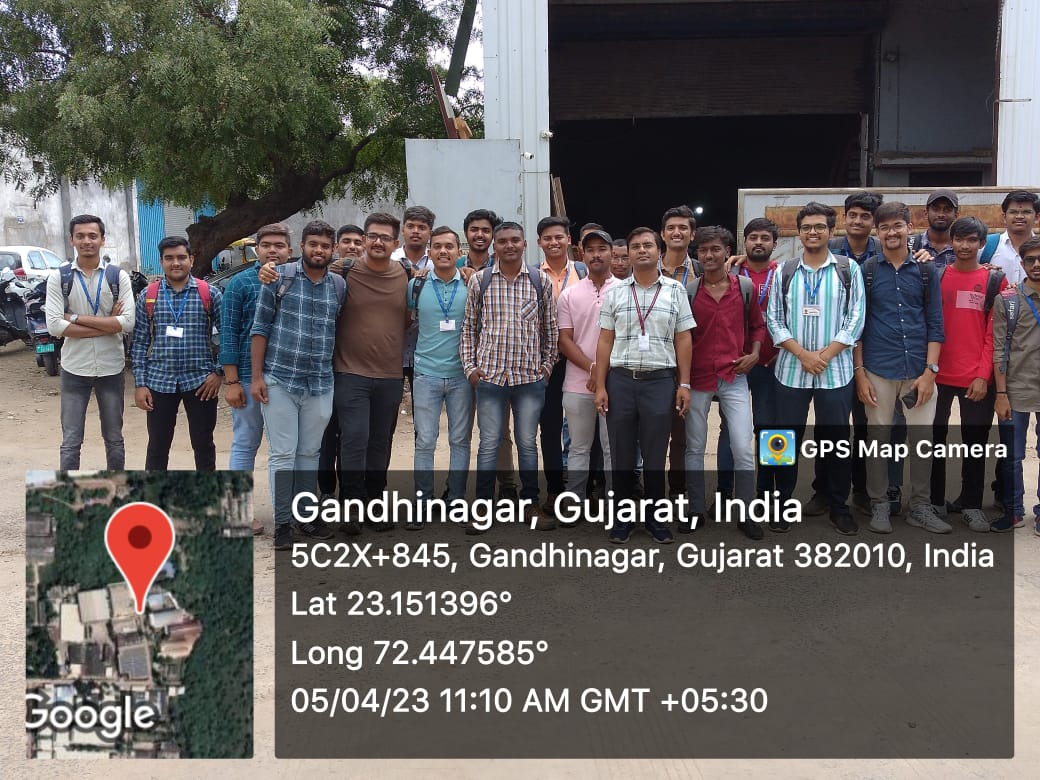 GPS Map Camera
Gandhinagar, Gujarat, India
5C2X+845, Gandhinagar, Gujarat 382010, India
Lat 23.151396°
Long 72.447585°
05/04/23 11:10 AM GMT +05:30
Google